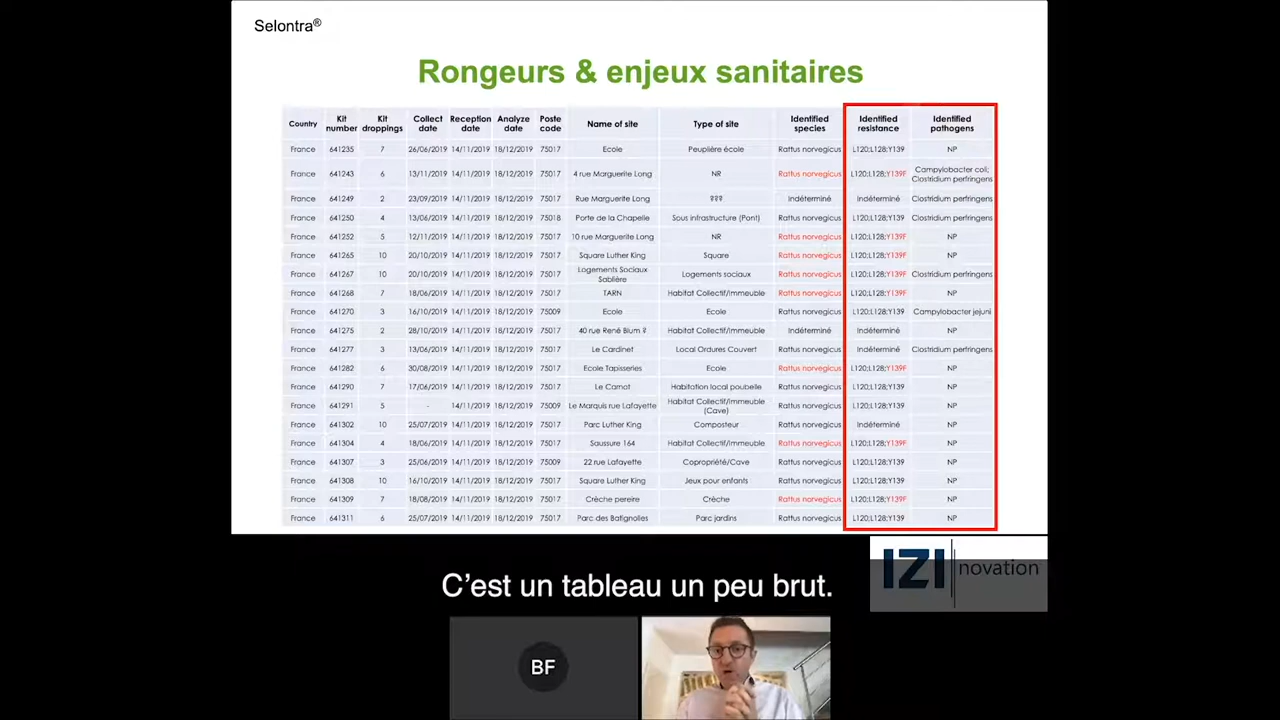 Selontra®
Rongeurs & enjeux sanitaires
Country Kit number Kit droppings Collect date Reception date Analyze date Poste code Name of site Type of site Identified species Identified resistance Identified pathogens
France 641235 7 26/06/2019 14/11/2019 18/12/2019 75017 Ecole Peuplière école Rattus norvegicus L120;L128;Y139 NP
France 641243 6 13/11/2019 14/11/2019 18/12/2019 75017 4 rue Marguerite Long NR Rattus norvegicus L120;L128;Y139F Campylobacter coli; Clostridium perfringens
France 641249 2 23/09/2019 14/11/2019 18/12/2019 75017 Rue Marguerite Long ??? Indéterminé Indéterminé Clostridium perfringens
France 641250 4 13/06/2019 14/11/2019 18/12/2019 75018 Porte de la Chapelle Sous infrastructure (Pont) Rattus norvegicus L120;L128;Y139 Clostridium perfringens
France 641252 5 12/11/2019 14/11/2019 18/12/2019 75017 10 rue Marguerite Long NR Rattus norvegicus L120;L128;Y139F NP
France 641265 10 20/10/2019 14/11/2019 18/12/2019 75017 Square Luther King Square Rattus norvegicus L120;L128;Y139F NP
France 641267 10 20/10/2019 14/11/2019 18/12/2019 75017 Logements Sociaux Sablière Logements sociaux Rattus norvegicus L120;L128;Y139F Clostridium perfringens
France 641268 7 18/06/2019 14/11/2019 18/12/2019 75017 TARN Habitat Collectif/Immeuble Rattus norvegicus L120;L128;Y139F NP
France 641270 3 16/10/2019 14/11/2019 18/12/2019 75009 Ecole Ecole Rattus norvegicus L120;L128;Y139 Campylobacter jejuni
France 641275 2 28/10/2019 14/11/2019 18/12/2019 75017 40 rue René Blum ? Habitat Collectif/Immeuble Indéterminé Indéterminé NP
France 641277 3 13/06/2019 14/11/2019 18/12/2019 75017 Le Cardinet Local Ordures Couvert Rattus norvegicus Indéterminé Clostridium perfringens
France 641282 6 30/08/2019 14/11/2019 18/12/2019 75017 Ecole Tapisseries Ecole Rattus norvegicus L120;L128;Y139F NP
France 641290 7 17/06/2019 14/11/2019 18/12/2019 75017 Le Carnot Habitation local poubelle Rattus norvegicus L120;L128;Y139 NP
France 641291 5 - 14/11/2019 18/12/2019 75009 Le Marquis rue Lafayette Habitat Collectif/Immeuble (Cave) Rattus norvegicus L120;L128;Y139 NP
France 641302 10 25/07/2019 14/11/2019 18/12/2019 75017 Parc Luther King Composteur Rattus norvegicus Indéterminé NP
France 641304 4 18/06/2019 14/11/2019 18/12/2019 75017 Saussure 164 Habitat Collectif/Immeuble Rattus norvegicus L120;L128;Y139F NP
France 641307 3 25/06/2019 14/11/2019 18/12/2019 75009 22 rue Lafayette Copropriété/Cave Rattus norvegicus L120;L128;Y139 NP
France 641308 10 16/10/2019 14/11/2019 18/12/2019 75017 Square Luther King Jeux pour enfants Rattus norvegicus L120;L128;Y139 NP
France 641309 7 18/08/2019 14/11/2019 18/12/2019 75017 Crèche pereire Crèche Rattus norvegicus L120;L128;Y139F NP
France 641311 6 25/07/2019 14/11/2019 18/12/2019 75017 Parc des Batignolles Parc jardins Rattus norvegicus L120;L128;Y139 NP
IZI novation
C'est un tableau un peu brut.
BF